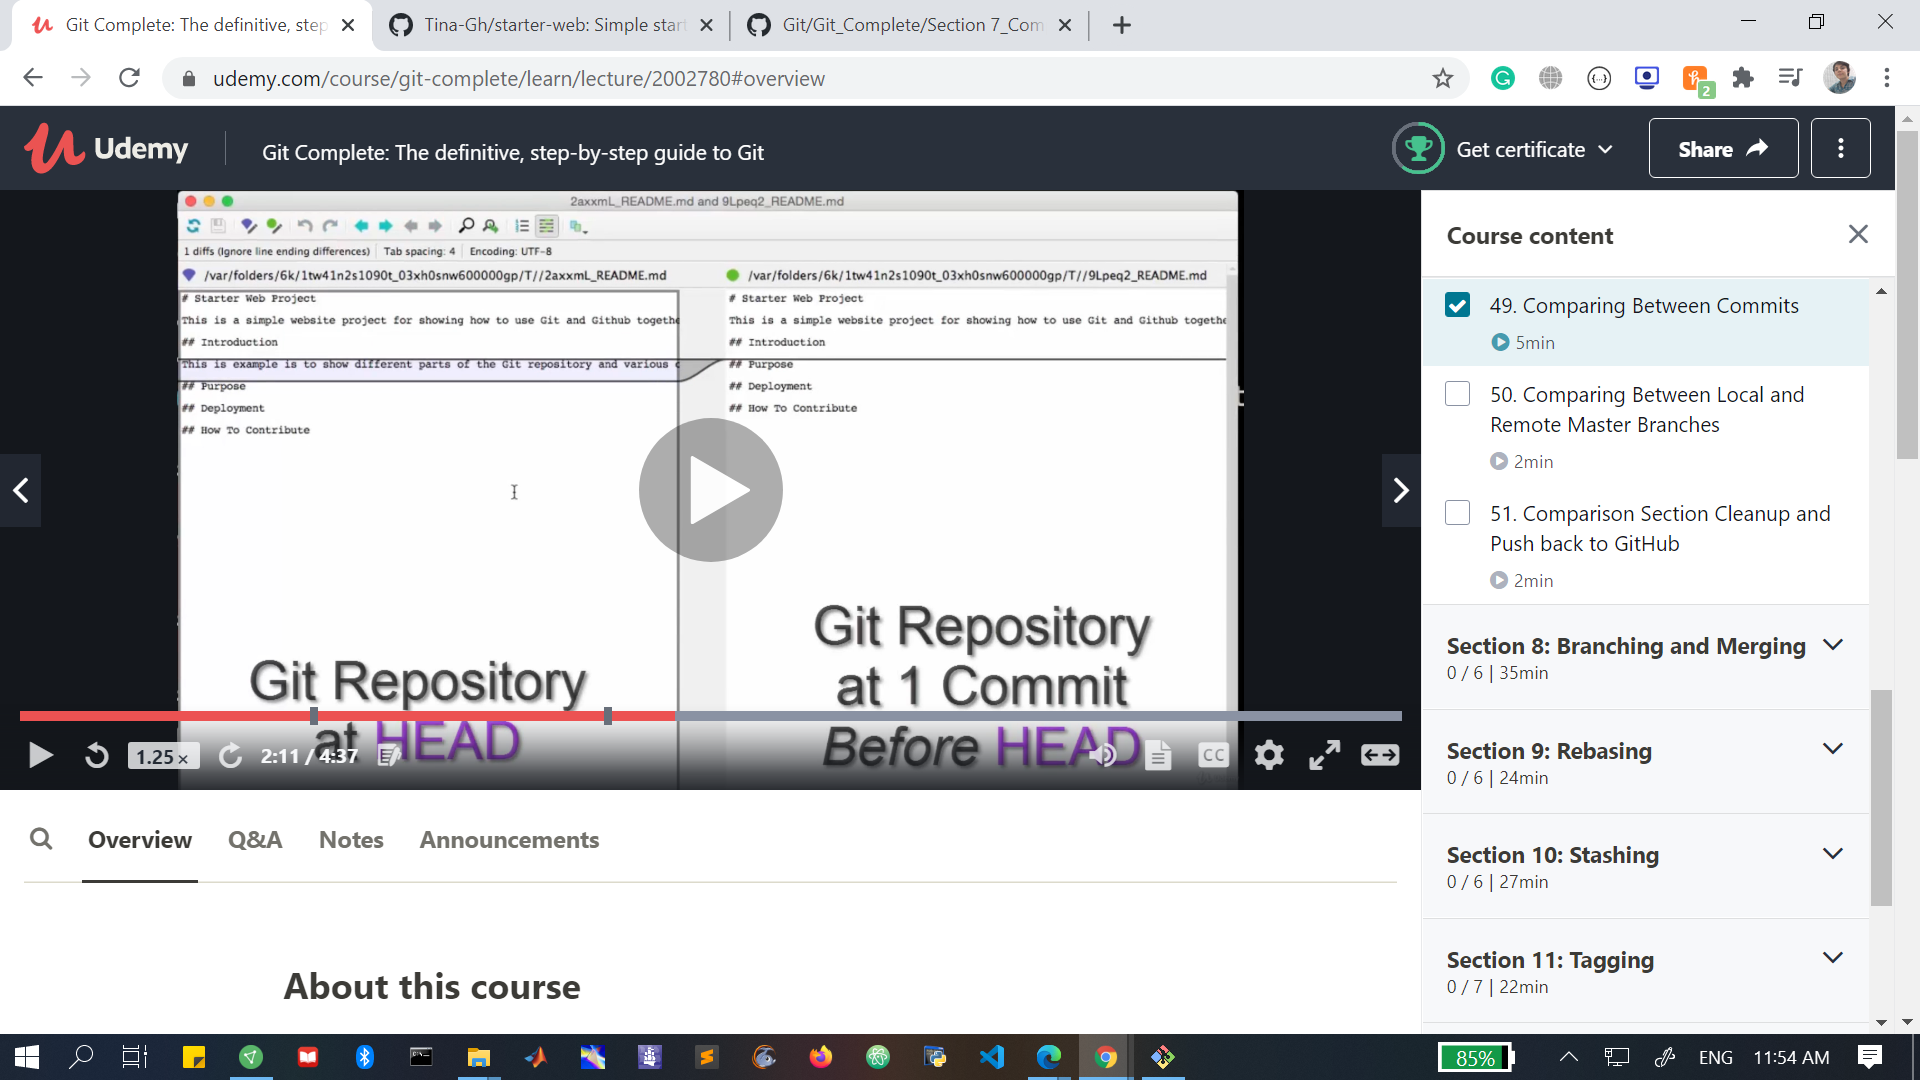 Git Complete: The definitive, step
Tina-Gh/starter-web: Simple star
Git/Git_Complete/Section 7_Com
udemy.com/course/git-complete/learn/lecture/2002780#overview
2
Udemy
Git Complete: The definitive, step-by-step guide to Git
Get certificate
Share
2axxmL_README.md and 9Lpeq2_README.md
1 diffs (Ignore line ending differences) Tab spacing: 4 Encoding: UTF-8
/var/folders/6k/1tw41n2s1090t_03xh0snw600000gp/T//2axxmL_README.md
/var/folders/6k/1tw41n2s1090t_03xh0snw600000gp/T//9Lpeq2_README.md
# Starter Web Project
This is a simple website project for showing how to use Git and Github togethe
## Introduction
This is example is to show different parts of the Git repository and various
## Purpose
## Deployment
## How To Contribute
# Starter Web Project
This is a simple website project for showing how to use Git and Github togethe
## Introduction
## Purpose
## Deployment
## How To Contribute
Git Repository
at HEAD
Git Repository
at 1 Commit
Before HEAD
1.25×
2:11 / 4:37
CC
Course content
49. Comparing Between Commits
5min
50. Comparing Between Local and
Remote Master Branches
2min
51. Comparison Section Cleanup and
Push back to GitHub
2min
Section 8: Branching and Merging
0 / 6 | 35min
Section 9: Rebasing
0 / 6 | 24min
Section 10: Stashing
0 / 6 | 27min
Section 11: Tagging
0 / 7 | 22min
Overview
Q&A
Notes
Announcements
About this course
85%
ENG
11:54 AM